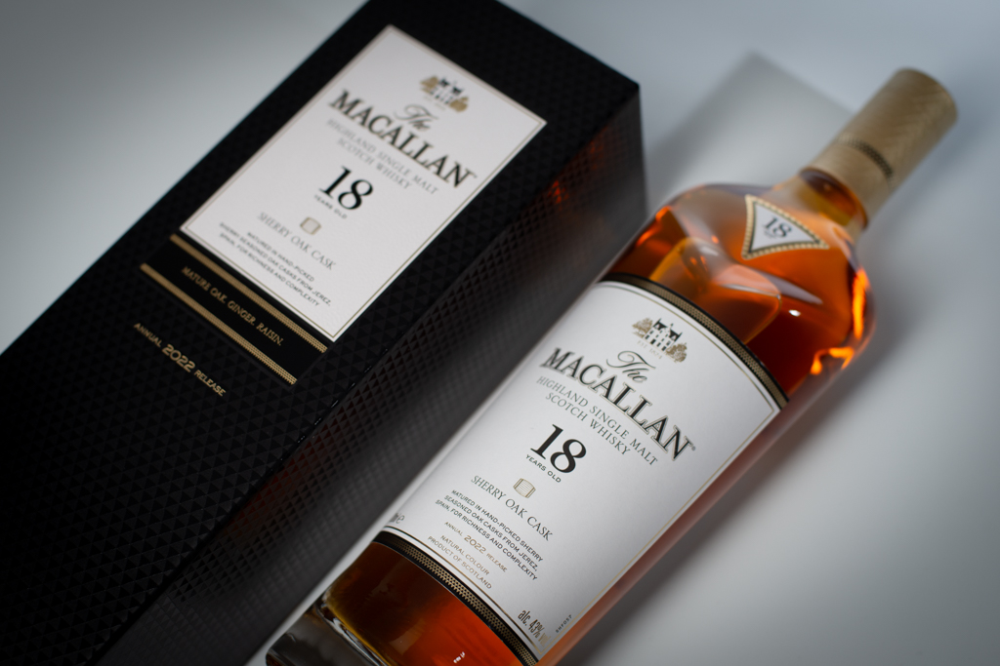 The
MACALLAN
HIGHLAND SINGLE MALT
SCOTCH WHISKY
18
YEARS OLD
SHERRY OAK CASK
MATURED IN HAND-PICKED
SHERRY SEASONED OAK CASKS FROM JEREZ,
SPAIN, FOR RICHNESS AND COMPLEXITY
MATURE OAK, GINGER, RAISIN.
ANNUAL 2022 RELEASE
18
The
MACALLAN
HIGHLAND SINGLE MALT
SCOTCH WHISKY
18
YEARS OLD
SHERRY OAK CASK
MATURED IN HAND-PICKED SHERRY
SEASONED OAK CASKS FROM JEREZ,
SPAIN, FOR RICHNESS AND COMPLEXITY
ANNUAL 2022 RELEASE
NATURAL COLOUR
PRODUCT OF SCOTLAND
alc. 43%